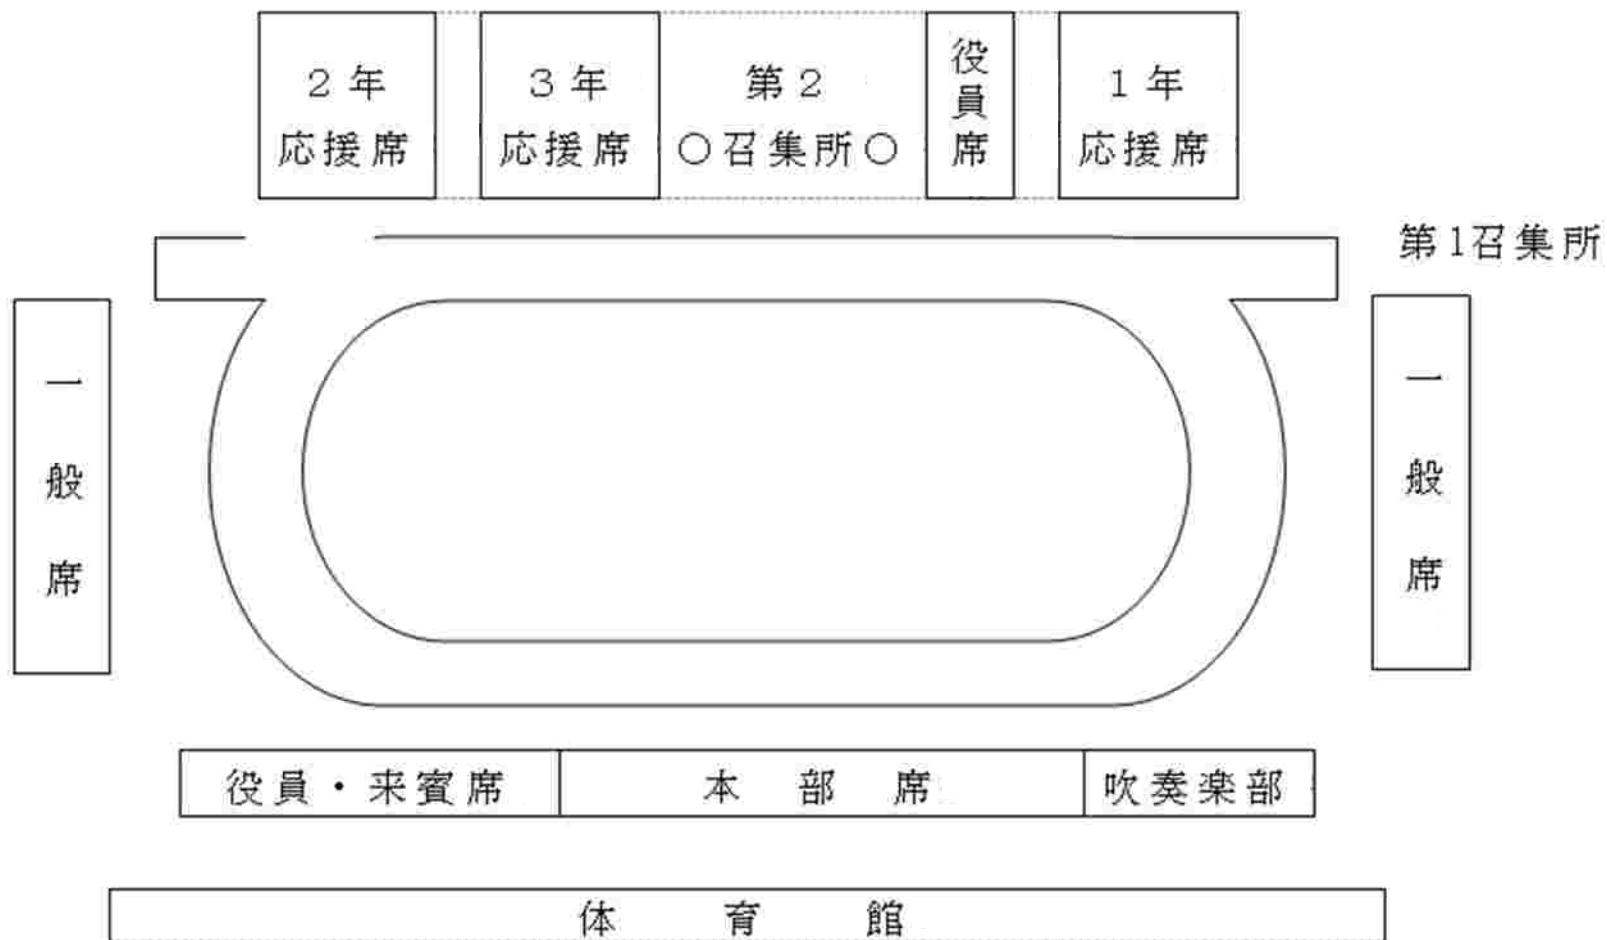 2年
応援席
3年
応援席
第2
○召集所○
役員席
1年
応援席
第1召集所
一般席
一般席
役員・来賓席
本部席
吹奏楽部
体育館